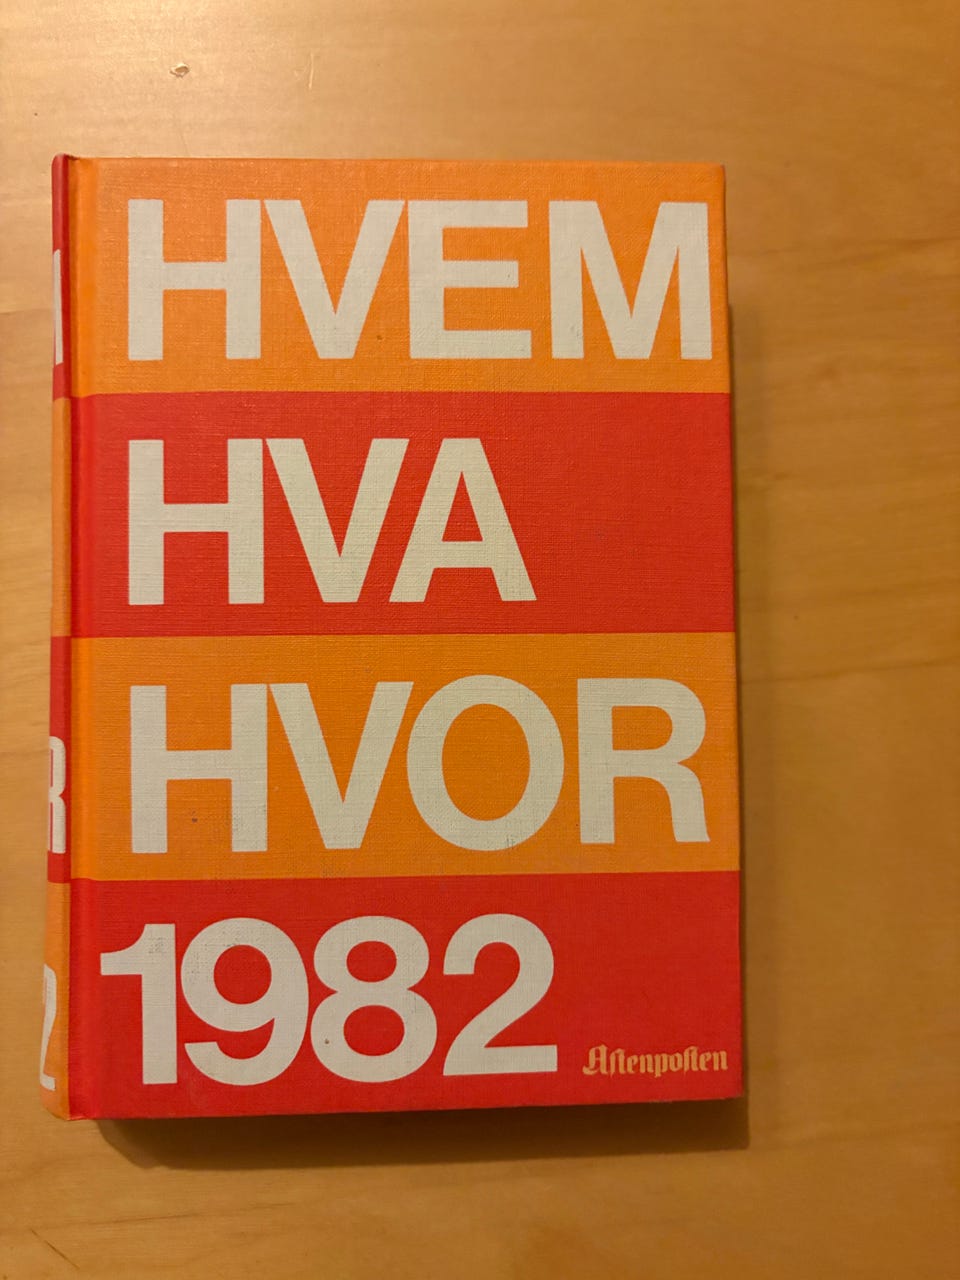 HVEM
HVA
HVOR
1982
Aftenposten